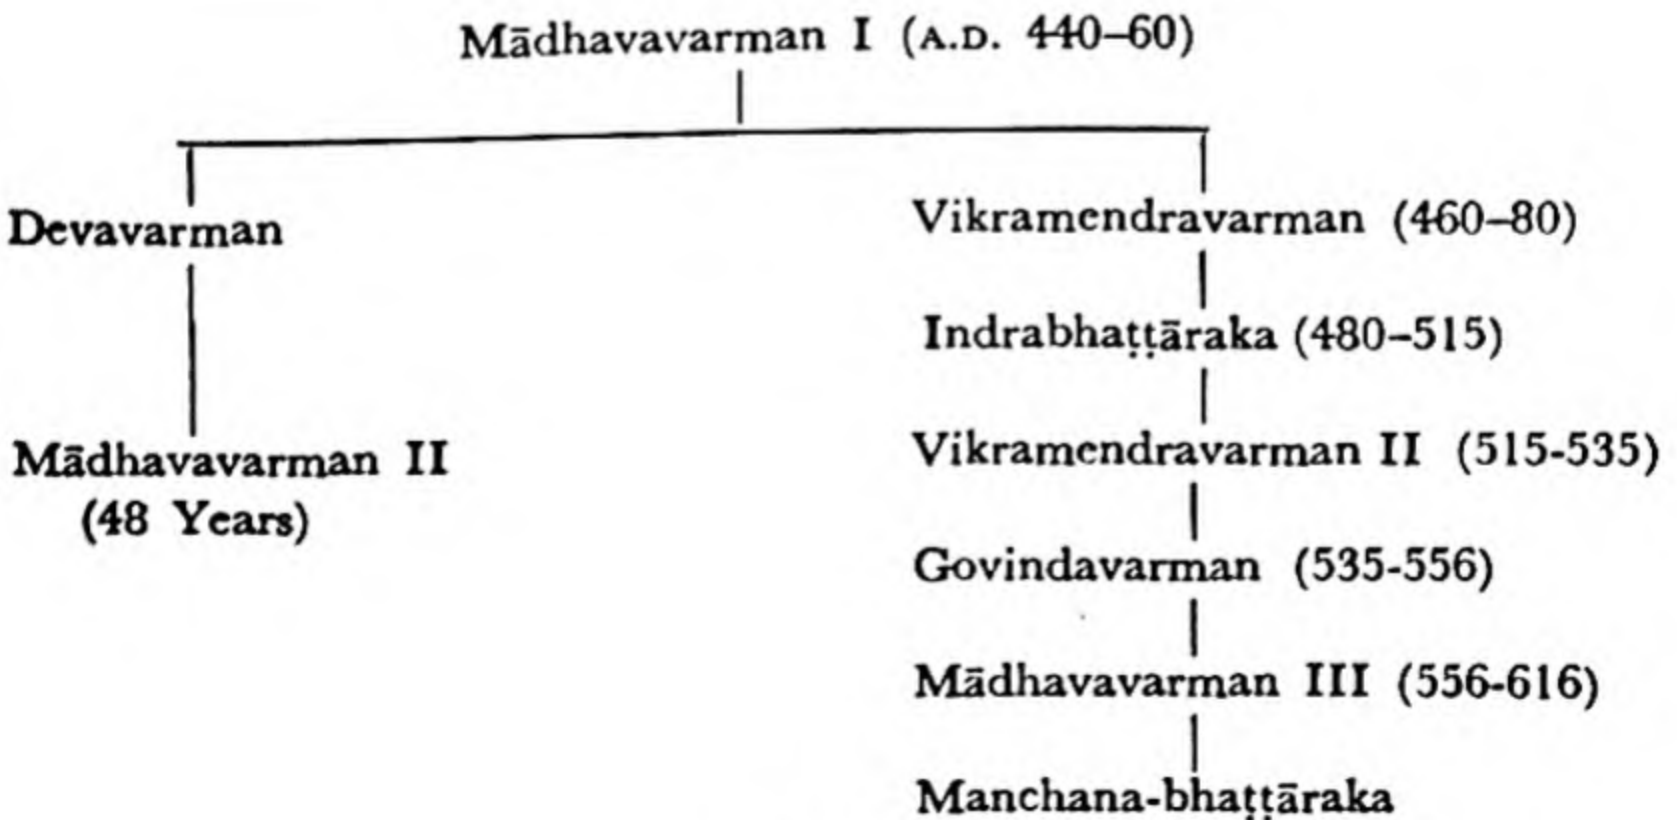 Mādhavavarman I (A.D. 440–60)
Devavarman
Vikramendravarman (460–80)
Indrabhaṭṭāraka (480–515)
Mādhavavarman II
(48 Years)
Vikramendravarman II (515-535)
Govindavarman (535-556)
Mādhavavarman III (556-616)
Manchana-bhaṭṭāraka